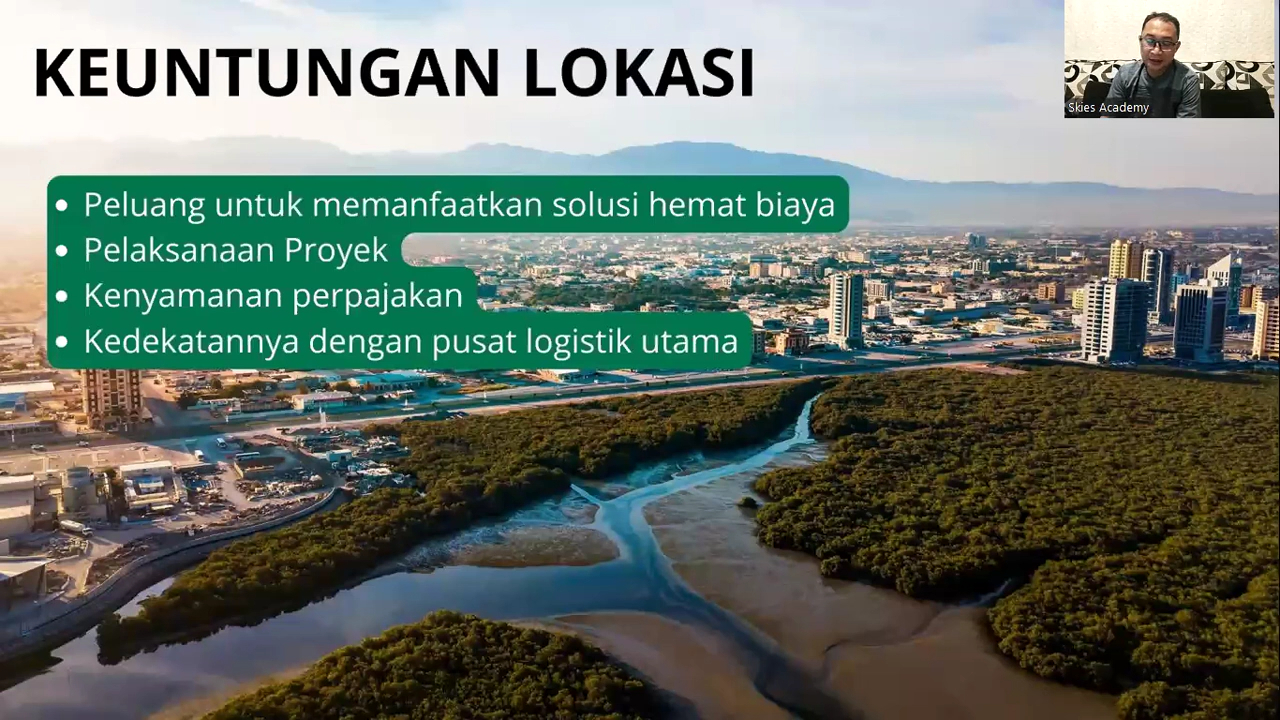 KEUNTUNGAN LOKASI
Skies Academy
Peluang untuk memanfaatkan solusi hemat biaya
Pelaksanaan Proyek
Kenyamanan perpajakan
Kedekatannya dengan pusat logistik utama